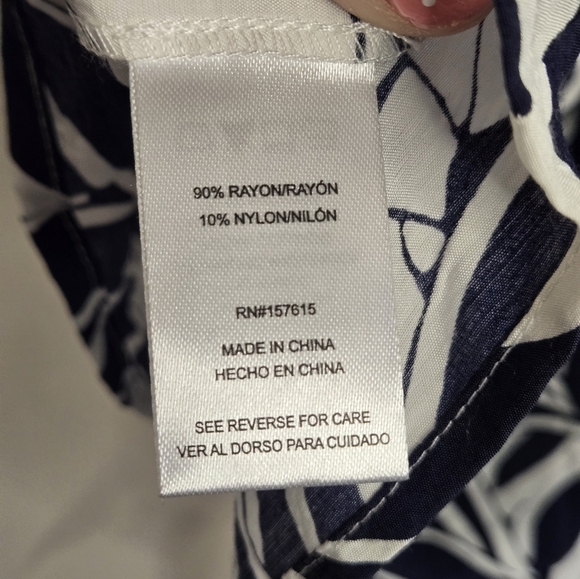 90% RAYON/RAYÓN
10% NYLON/NILÓN
RN#157615
MADE IN CHINA
HECHO EN CHINA
SEE REVERSE FOR CARE
VER AL DORSO PARA CUIDADO